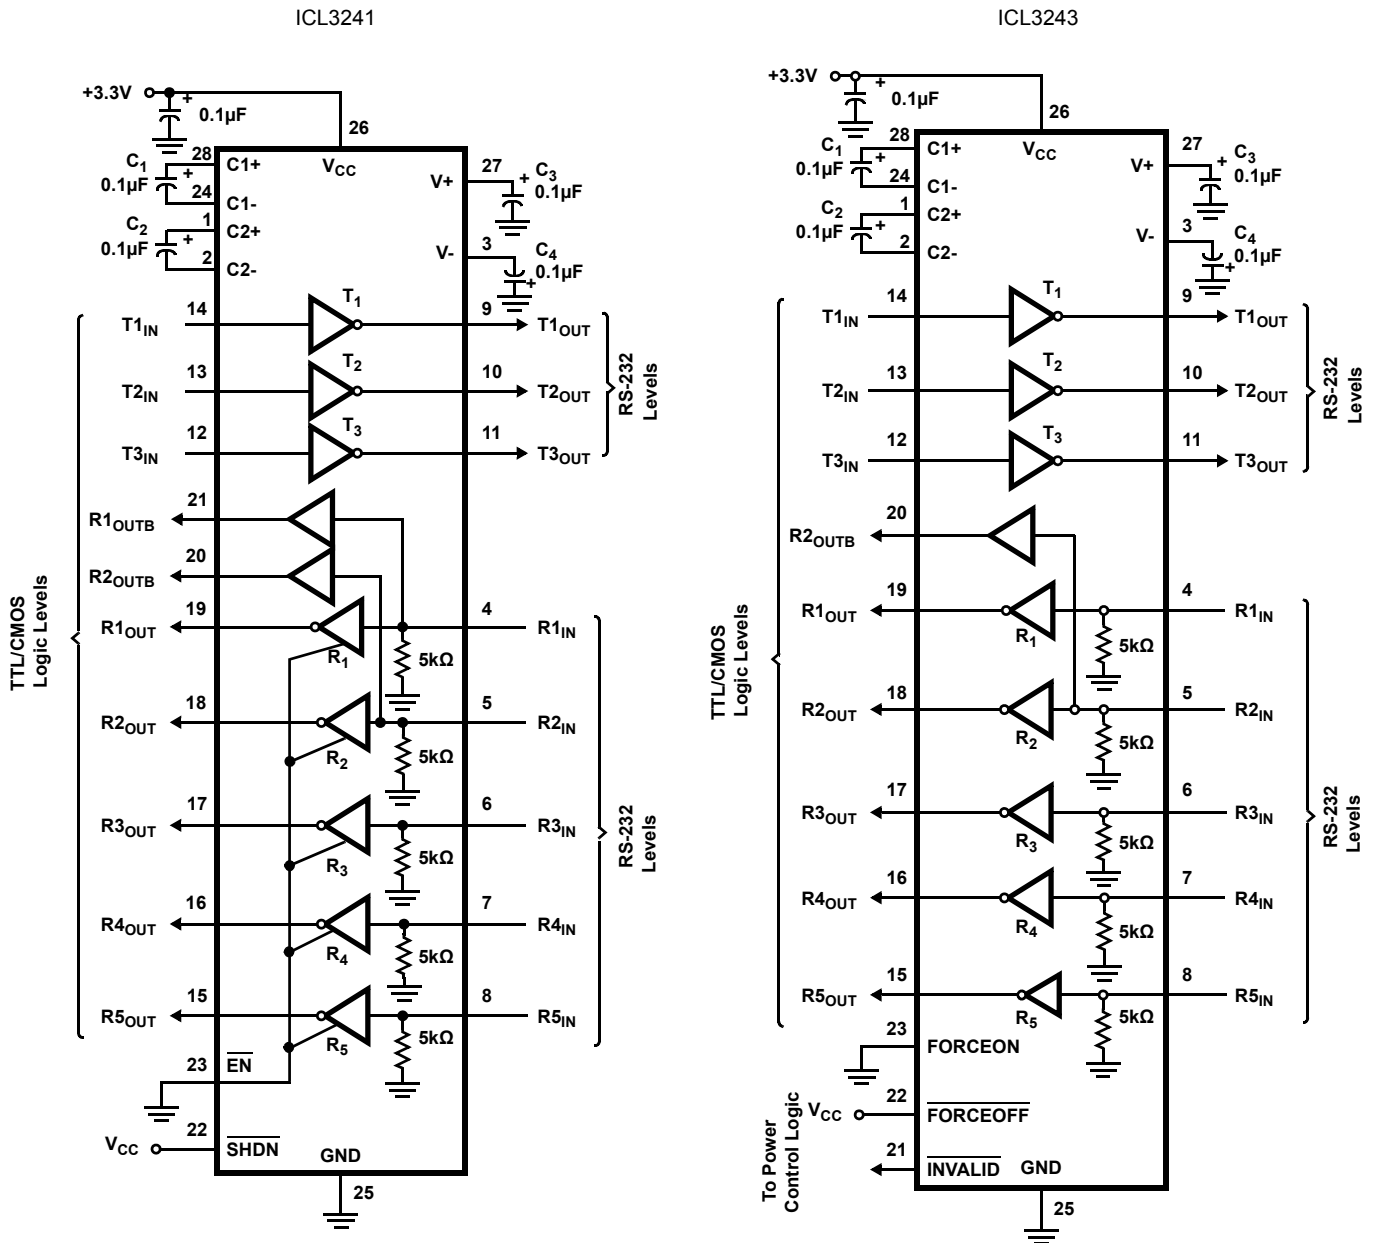 ICL3241
+3.3V
+
0.1µF
26
VCC
C1
0.1µF
+
28
C1+
24
C1-
C2
0.1µF
+
1
C2+
2
C2-
V+
27
+
C3
0.1µF
V-
3
C4
0.1µF
+
T1IN
14
T1
9
T1OUT
T2IN
13
T2
10
T2OUT
T3IN
12
T3
11
T3OUT
RS-232
Levels
R1OUTB
21
R2OUTB
20
R1OUT
19
R1
5kΩ
4
R1IN
R2OUT
18
R2
5kΩ
5
R2IN
R3OUT
17
R3
5kΩ
6
R3IN
R4OUT
16
R4
5kΩ
7
R4IN
R5OUT
15
R5
5kΩ
8
R5IN
TTL/CMOS
Logic Levels
RS-232
Levels
23
EN
VCC
22
SHDN
GND
25
ICL3243
+3.3V
+
0.1µF
26
VCC
C1
0.1µF
+
28
C1+
24
C1-
C2
0.1µF
+
1
C2+
2
C2-
V+
27
+
C3
0.1µF
V-
3
C4
0.1µF
+
T1IN
14
T1
9
T1OUT
T2IN
13
T2
10
T2OUT
T3IN
12
T3
11
T3OUT
RS-232
Levels
R2OUTB
20
R1OUT
19
R1
5kΩ
4
R1IN
R2OUT
18
R2
5kΩ
5
R2IN
R3OUT
17
R3
5kΩ
6
R3IN
R4OUT
16
R4
5kΩ
7
R4IN
R5OUT
15
R5
5kΩ
8
R5IN
TTL/CMOS
Logic Levels
RS-232
Levels
23
FORCEON
VCC
22
FORCEOFF
21
INVALID
To Power
Control Logic
GND
25